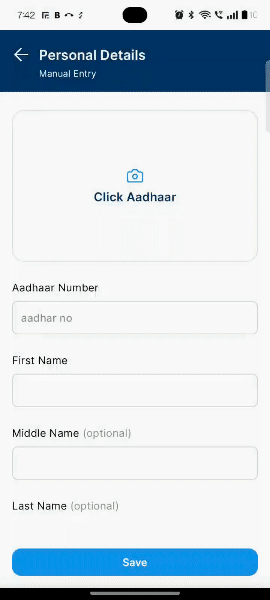 7:42
Personal Details
Manual Entry
Click Aadhaar
Aadhaar Number
aadhar no
First Name
Middle Name (optional)
Last Name (optional)
Save